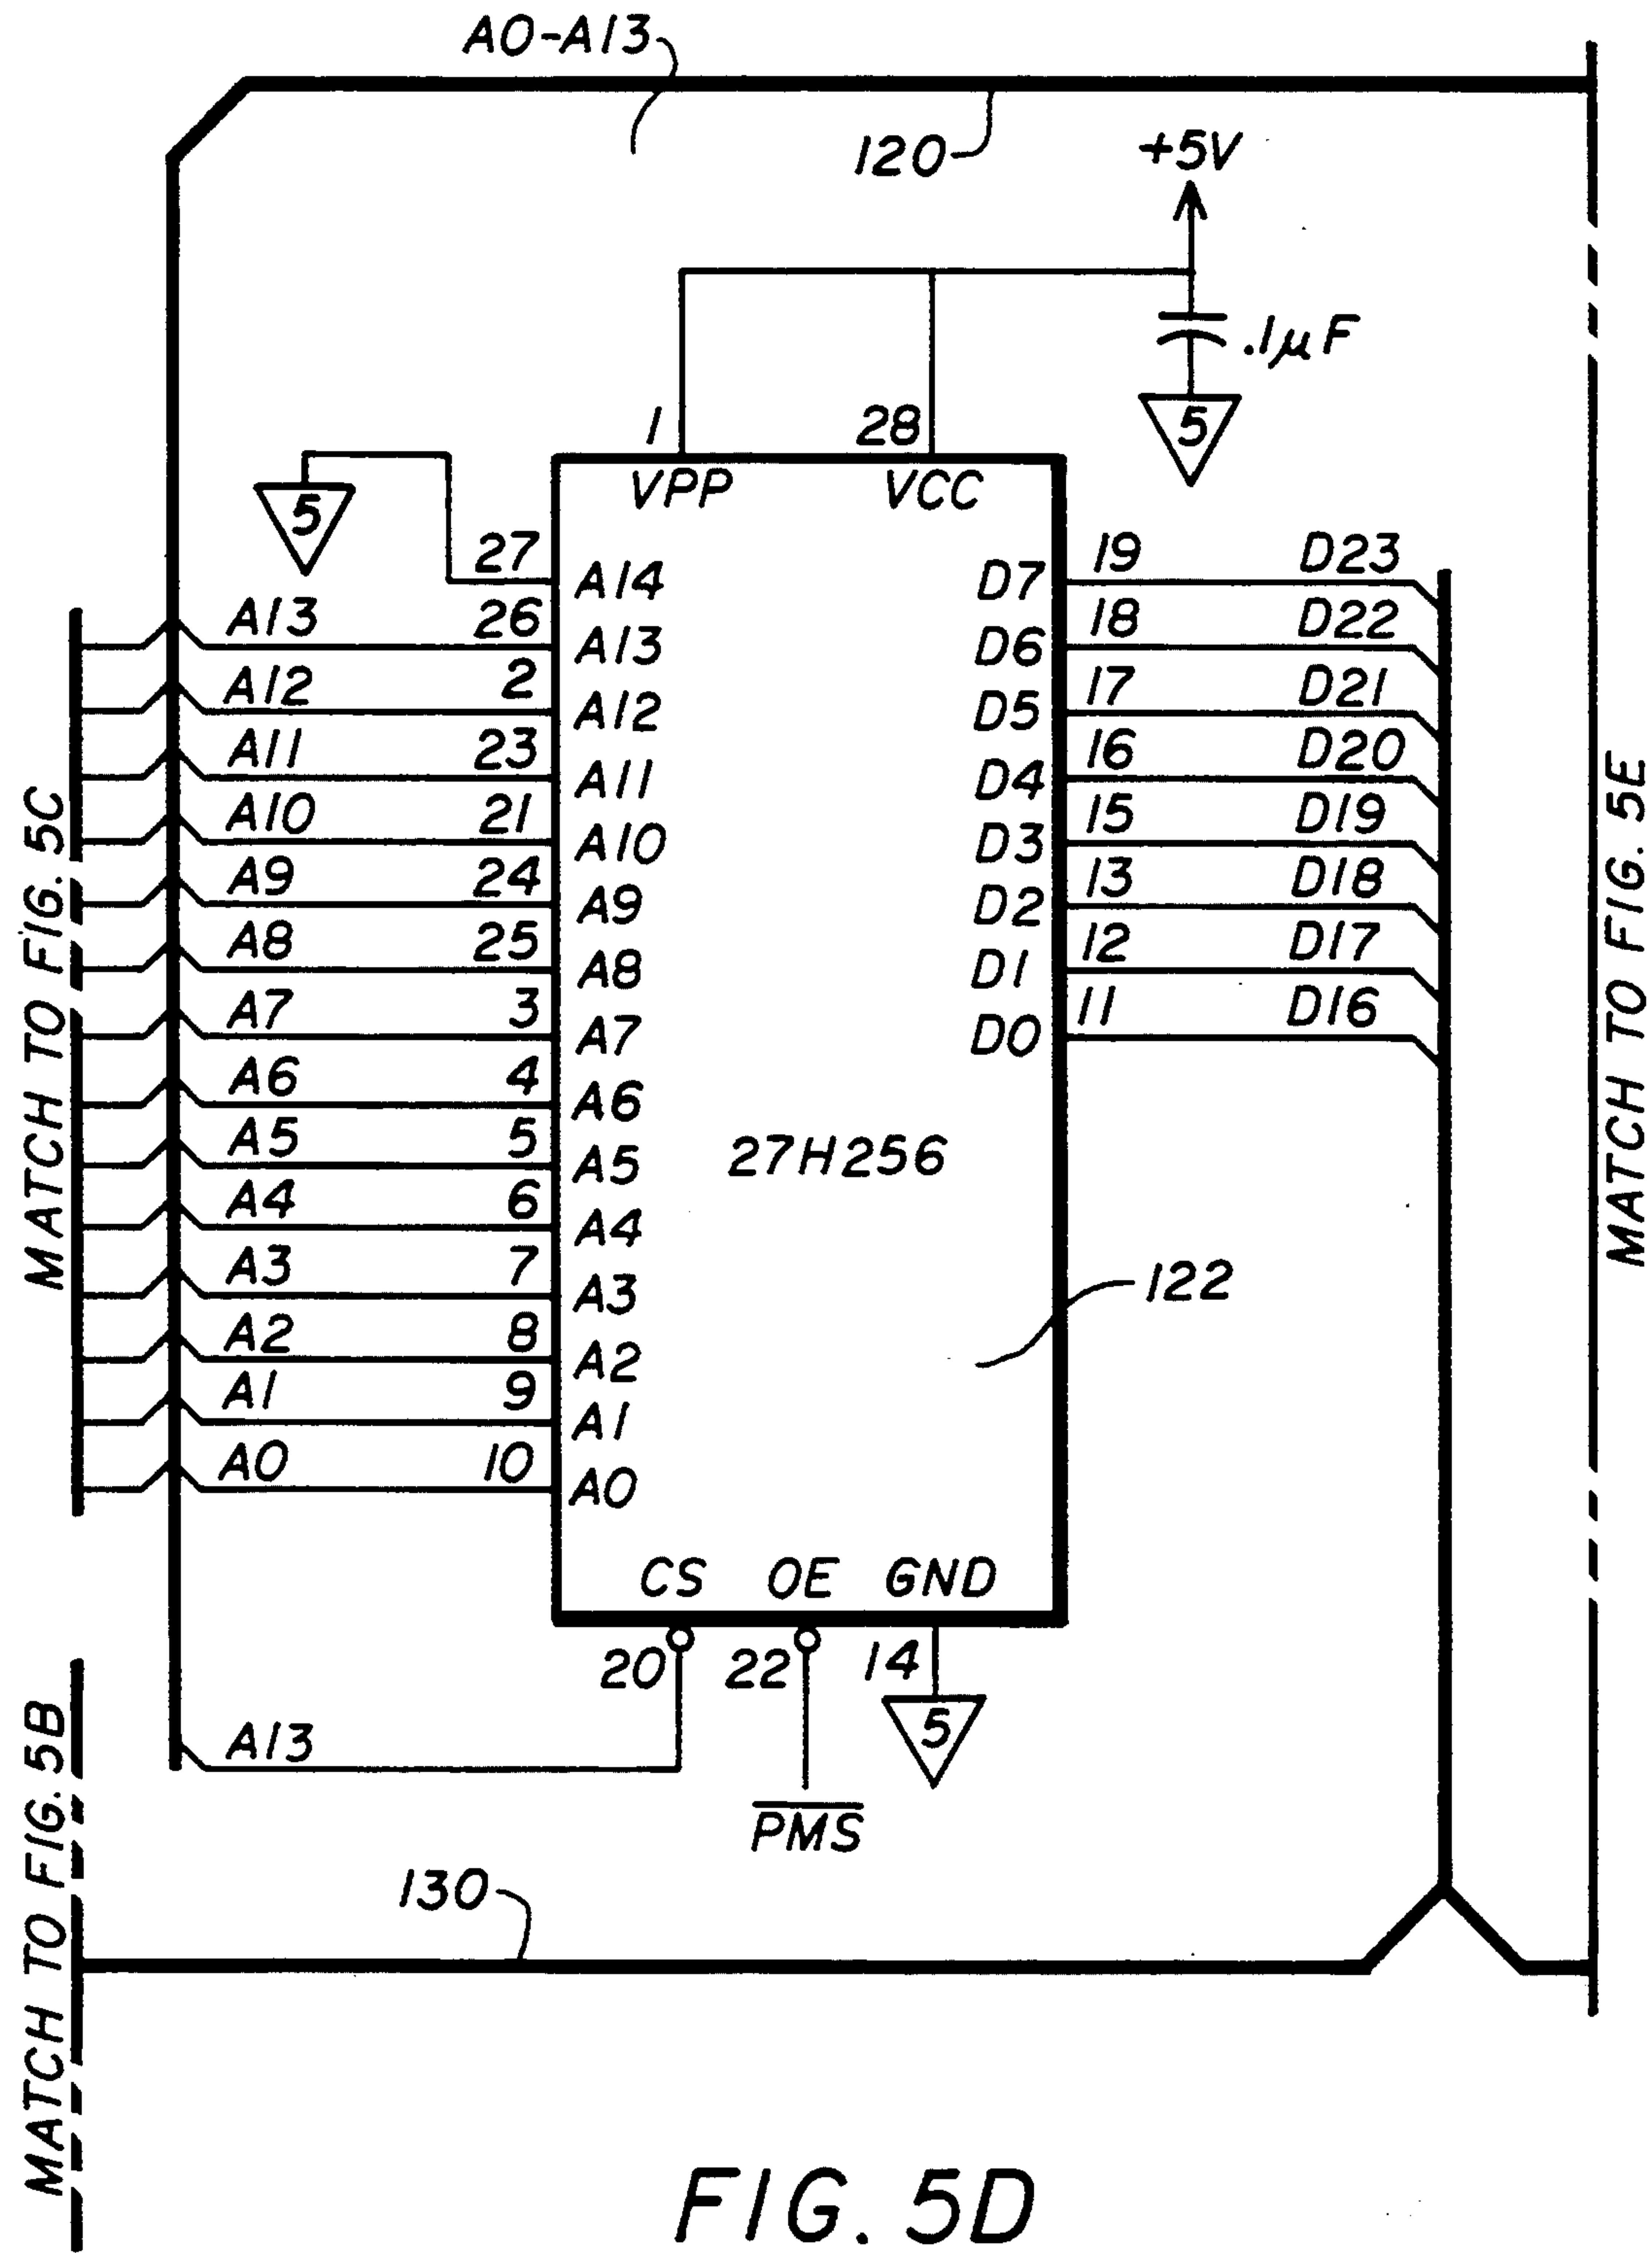 A0-A13
120
+5V
.1µF
5
1 28
VPP VCC
5
27 A14 D7 19 D23
A13 26 A13 D6 18 D22
A12 2 A12 D5 17 D21
A11 23 A11 D4 16 D20
A10 21 A10 D3 15 D19
A9 24 A9 D2 13 D18
A8 25 A8 D1 12 D17
A7 3 A7 D0 11 D16
A6 4 A6
A5 5 A5
27H256
A4 6 A4
A3 7 A3
122
A2 8 A2
A1 9 A1
A0 10 A0
CS OE GND
20 22 14
5
A13
PMS
130
MATCH TO FIG. 5C
MATCH TO FIG. 5B
MATCH TO FIG. 5E
FIG. 5D